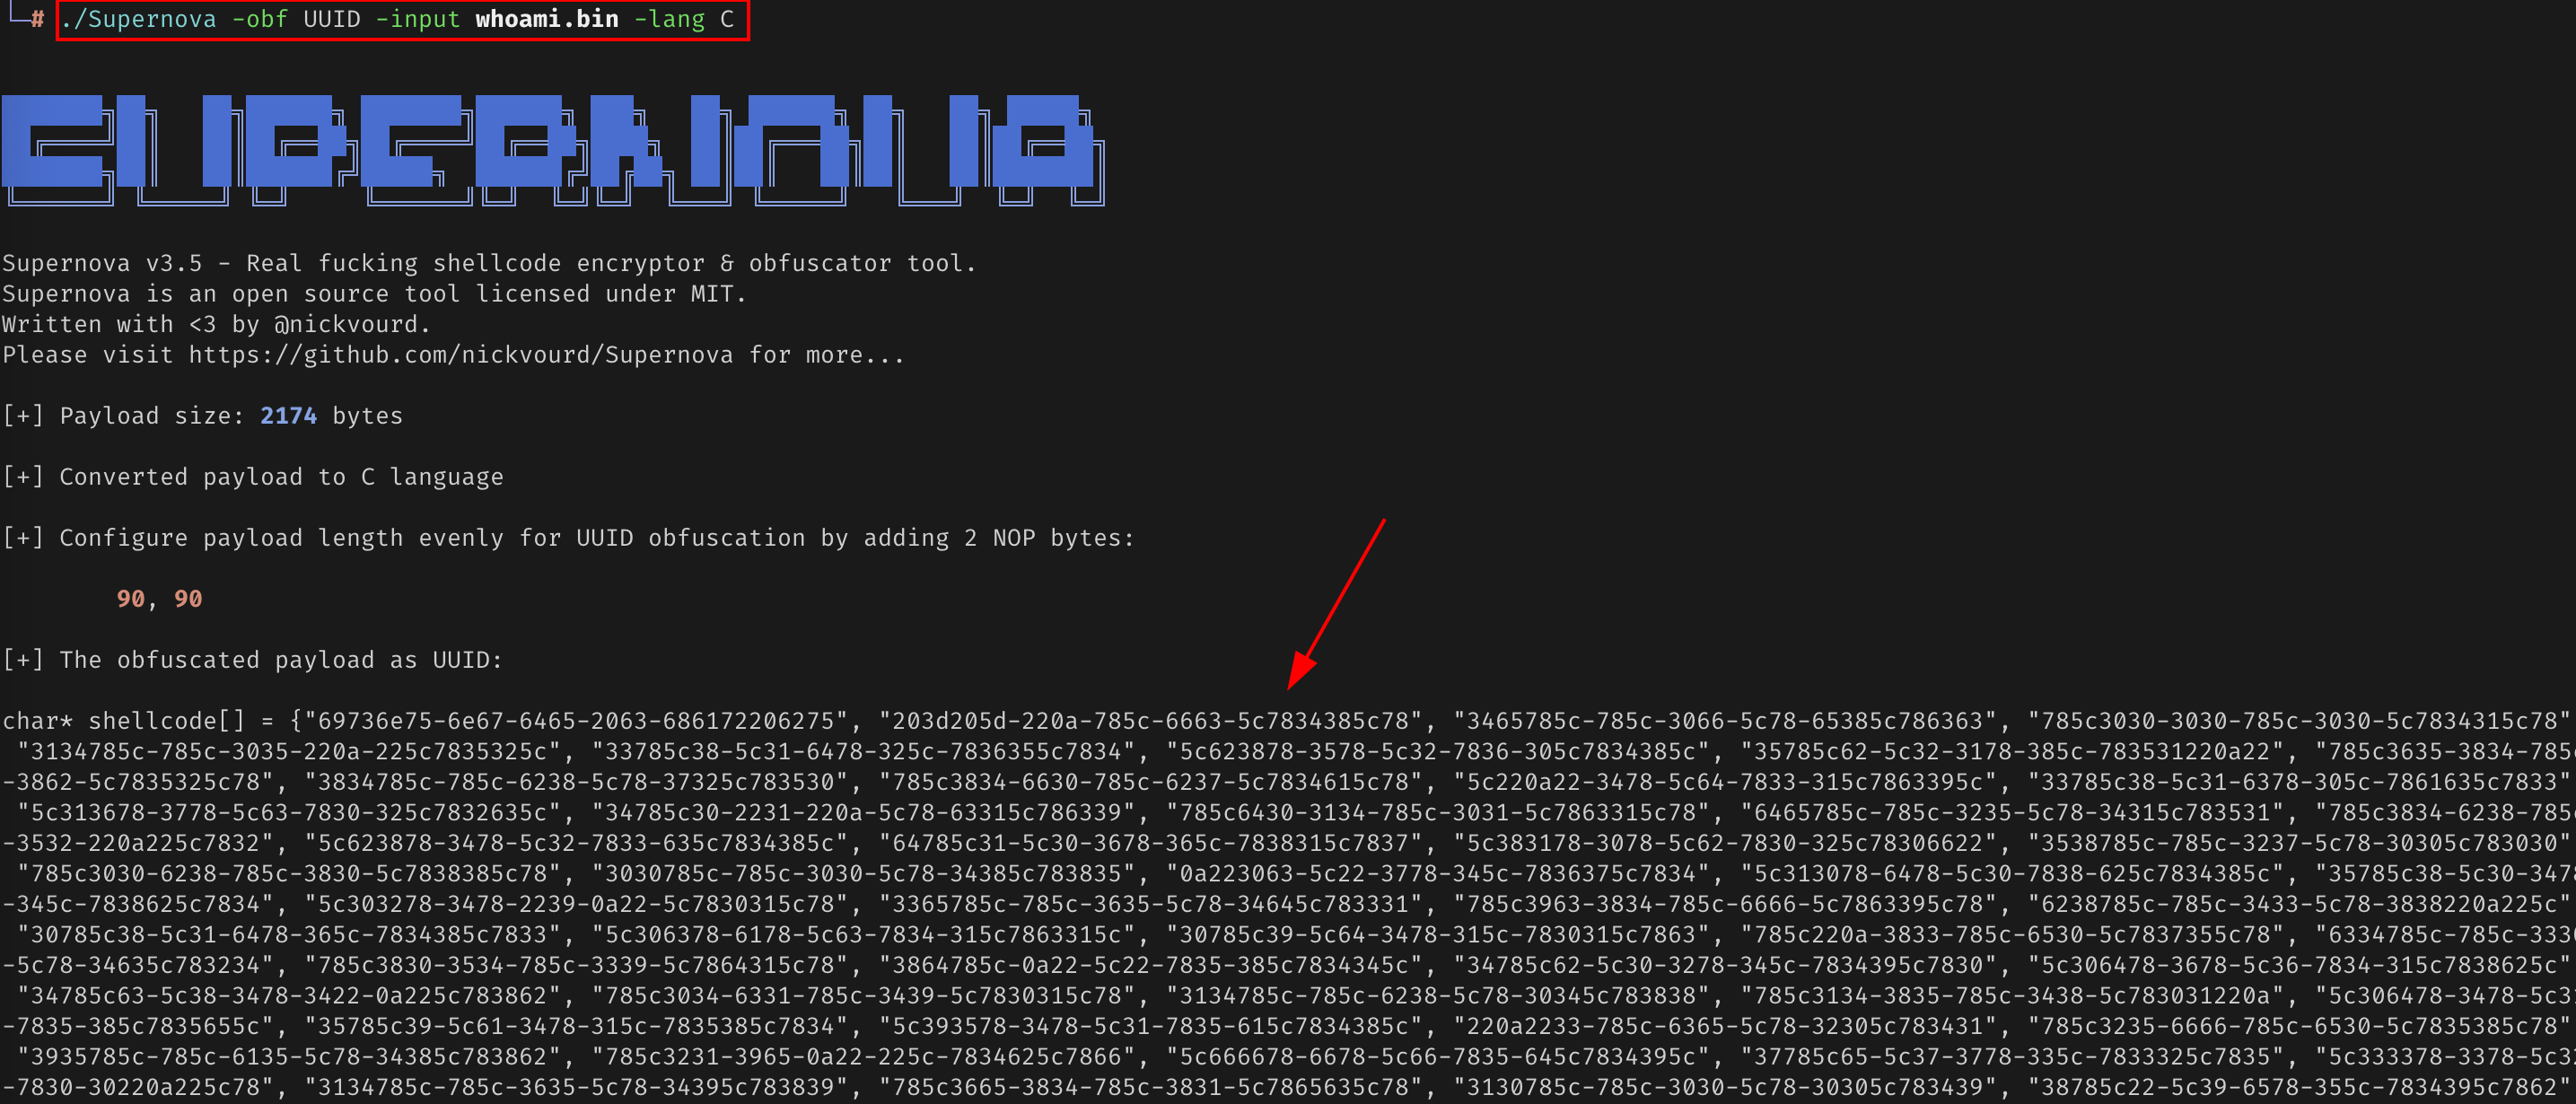 └─# ./Supernova -obf UUID -input whoami.bin -lang C
SUPERNOVA
Supernova v3.5 - Real fucking shellcode encryptor & obfuscator tool.
Supernova is an open source tool licensed under MIT.
Written with <3 by @nickvourd.
Please visit https://github.com/nickvourd/Supernova for more...
[+] Payload size: 2174 bytes
[+] Converted payload to C language
[+] Configure payload length evenly for UUID obfuscation by adding 2 NOP bytes:
90, 90
[+] The obfuscated payload as UUID:
char* shellcode[] = {"69736e75-6e67-6465-2063-686172206275", "203d205d-220a-785c-6663-5c7834385c78", "3465785c-785c-3066-5c78-65385c786363", "785c3030-3030-785c-3030-5c7834315c78"
"3134785c-785c-3035-220a-225c7835325c", "33785c38-5c31-6478-325c-7836355c7834", "5c623878-3578-5c32-7836-305c7834385c", "35785c62-5c32-3178-385c-783531220a22", "785c3635-3834-785
-3862-5c7835325c78", "3834785c-785c-6238-5c78-37325c783530", "785c3834-6630-785c-6237-5c7834615c78", "5c220a22-3478-5c64-7833-315c7863395c", "33785c38-5c31-6378-305c-7861635c7833"
"5c313678-3778-5c63-7830-325c7832635c", "34785c30-2231-220a-5c78-63315c786339", "785c6430-3134-785c-3031-5c7863315c78", "6465785c-785c-3235-5c78-34315c783531", "785c3834-6238-785
-3532-220a225c7832", "5c623878-3478-5c32-7833-635c7834385c", "64785c31-5c30-3678-365c-7838315c7837", "5c383178-3078-5c62-7830-325c78306622", "3538785c-785c-3237-5c78-30305c783030"
"785c3030-6238-785c-3830-5c7838385c78", "3030785c-785c-3030-5c78-34385c783835", "0a223063-5c22-3778-345c-7836375c7834", "5c313078-6478-5c30-7838-625c7834385c", "35785c38-5c30-347
-345c-7838625c7834", "5c303278-3478-2239-0a22-5c7830315c78", "3365785c-785c-3635-5c78-34645c783331", "785c3963-3834-785c-6666-5c7863395c78", "6238785c-785c-3433-5c78-3838220a225c"
"30785c38-5c31-6478-365c-7834385c7833", "5c306378-6178-5c63-7834-315c7863315c", "30785c39-5c64-3478-315c-7830315c7863", "785c220a-3833-785c-6530-5c7837355c78", "6334785c-785c-333
-5c78-34635c783234", "785c3830-3534-785c-3339-5c7864315c78", "3864785c-0a22-5c22-7835-385c7834345c", "34785c62-5c30-3278-345c-7834395c7830", "5c306478-3678-5c36-7834-315c7838625c"
"34785c63-5c38-3478-3422-0a225c783862", "785c3034-6331-785c-3439-5c7830315c78", "3134785c-785c-6238-5c78-30345c783838", "785c3134-3835-785c-3438-5c783031220a", "5c306478-3478-5c3
-7835-385c7835655c", "35785c39-5c61-3478-315c-7835385c7834", "5c393578-3478-5c31-7835-615c7834385c", "220a2233-785c-6365-5c78-32305c783431", "785c3235-6666-785c-6530-5c7835385c78"
"3935785c-785c-6135-5c78-34385c783862", "785c3231-3965-0a22-225c-7834625c7866", "5c666678-6678-5c66-7835-645c7834395c", "37785c65-5c37-3778-335c-7833325c7835", "5c333378-3378-5c3
-7830-30220a225c78", "3134785c-785c-3635-5c78-34395c783839", "785c3665-3834-785c-3831-5c7865635c78", "3130785c-785c-3030-5c78-30305c783439", "38785c22-5c39-6578-355c-7834395c7862"